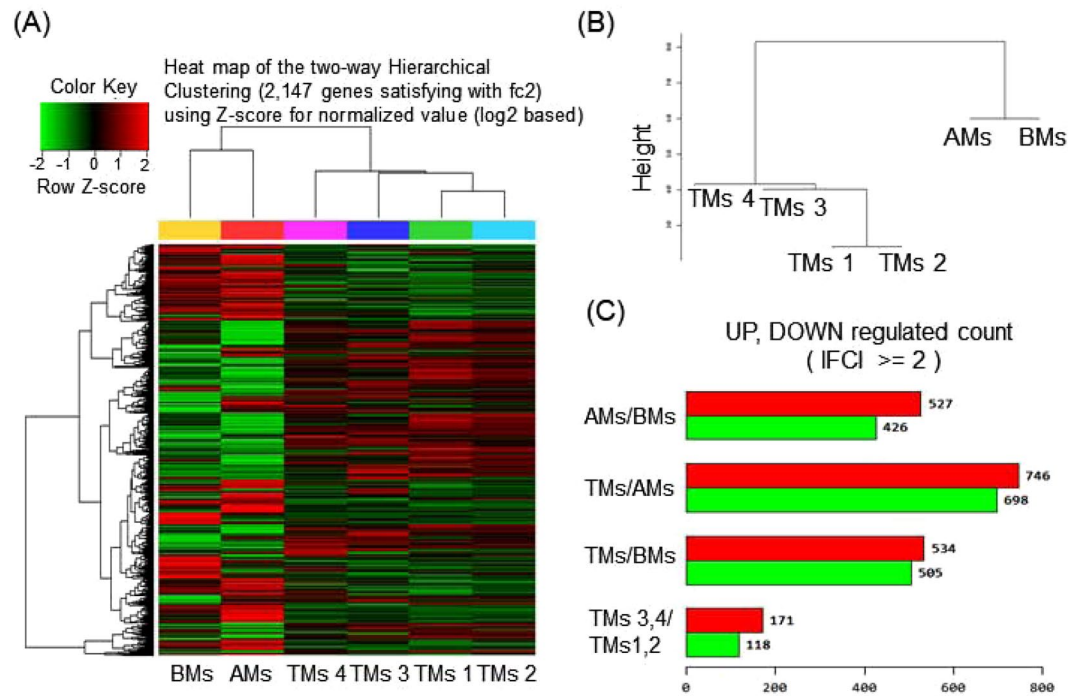 (A)
Heat map of the two-way Hierarchical
Clustering (2,147 genes satisfying with fc2)
using Z-score for normalized value (log2 based)
Color Key
-2 -1 0 1 2
Row Z-score
BMs AMs TMs 4 TMs 3 TMs 1 TMs 2
(B)
Height
AMs BMs
TMs 4
TMs 3
TMs 1 TMs 2
(C)
UP, DOWN regulated count
( IFCI >= 2 )
AMs/BMs
527
426
TMs/AMs
746
698
TMs/BMs
534
505
TMs 3,4/
TMs1,2
171
118
0 200 400 600 800